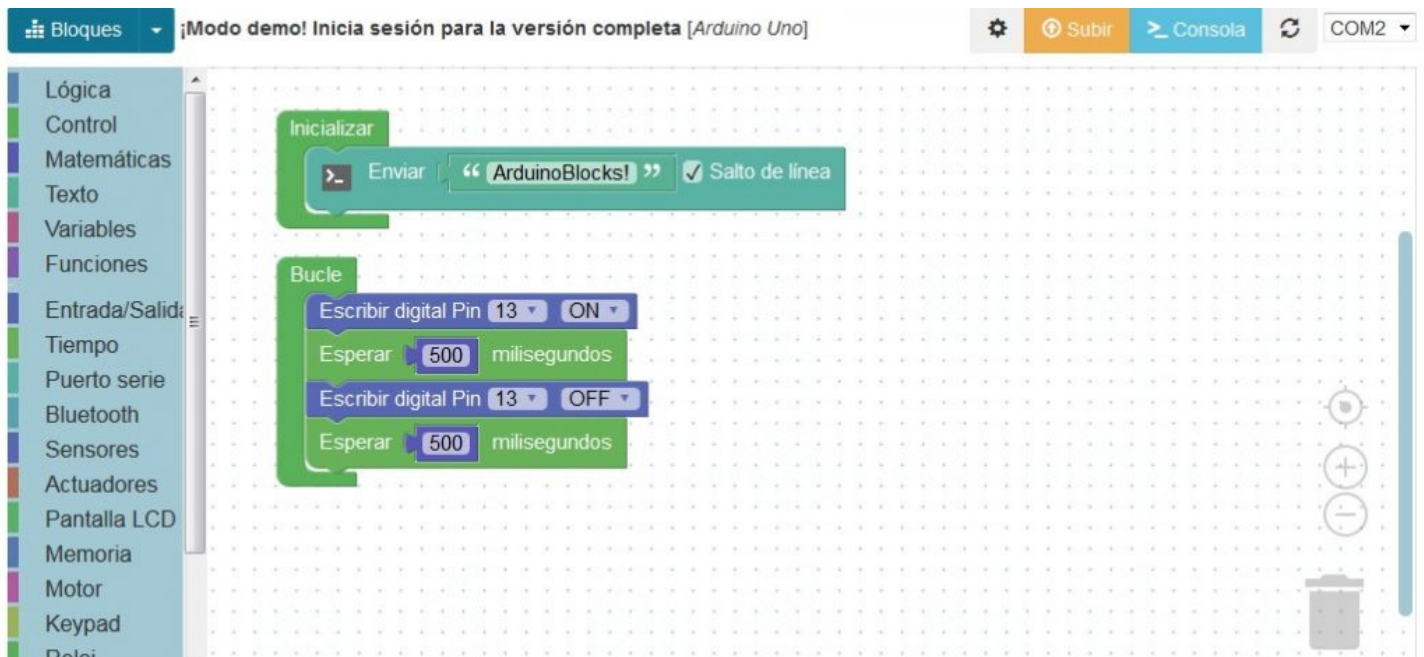 Bloques ¡Modo demo! Inicia sesión para la versión completa [Arduino Uno] Subir >_ Consola COM2
Lógica
Control
Matemáticas
Texto
Variables
Funciones
Entrada/Salida
Tiempo
Puerto serie
Bluetooth
Sensores
Actuadores
Pantalla LCD
Memoria
Motor
Keypad
Inicializar
>_ Enviar “ ArduinoBlocks! ” Salto de línea
Bucle
Escribir digital Pin 13 ON
Esperar 500 milisegundos
Escribir digital Pin 13 OFF
Esperar 500 milisegundos